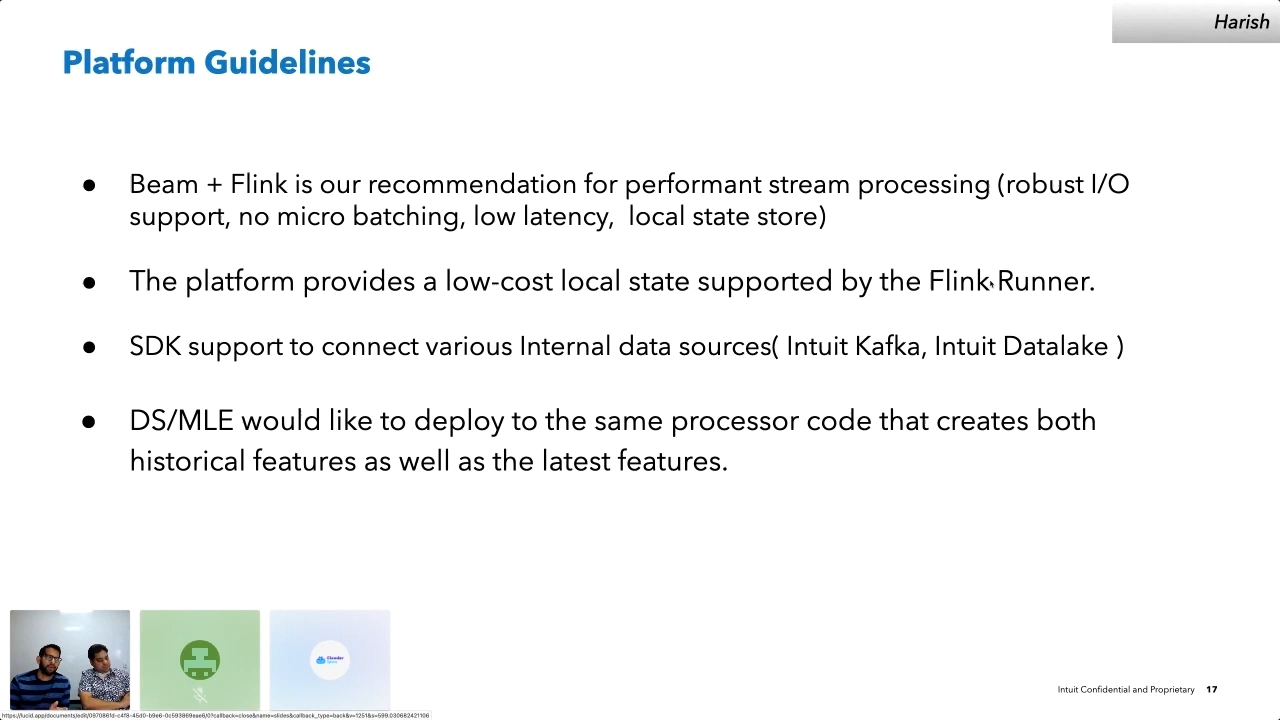 Harish
Platform Guidelines
● Beam + Flink is our recommendation for performant stream processing (robust I/O
support, no micro batching, low latency,  local state store)
● The platform provides a low-cost local state supported by the Flink Runner.
● SDK support to connect various Internal data sources( Intuit Kafka, Intuit Datalake )
● DS/MLE would like to deploy to the same processor code that creates both
historical features as well as the latest features.
Intuit Confidential and Proprietary 17